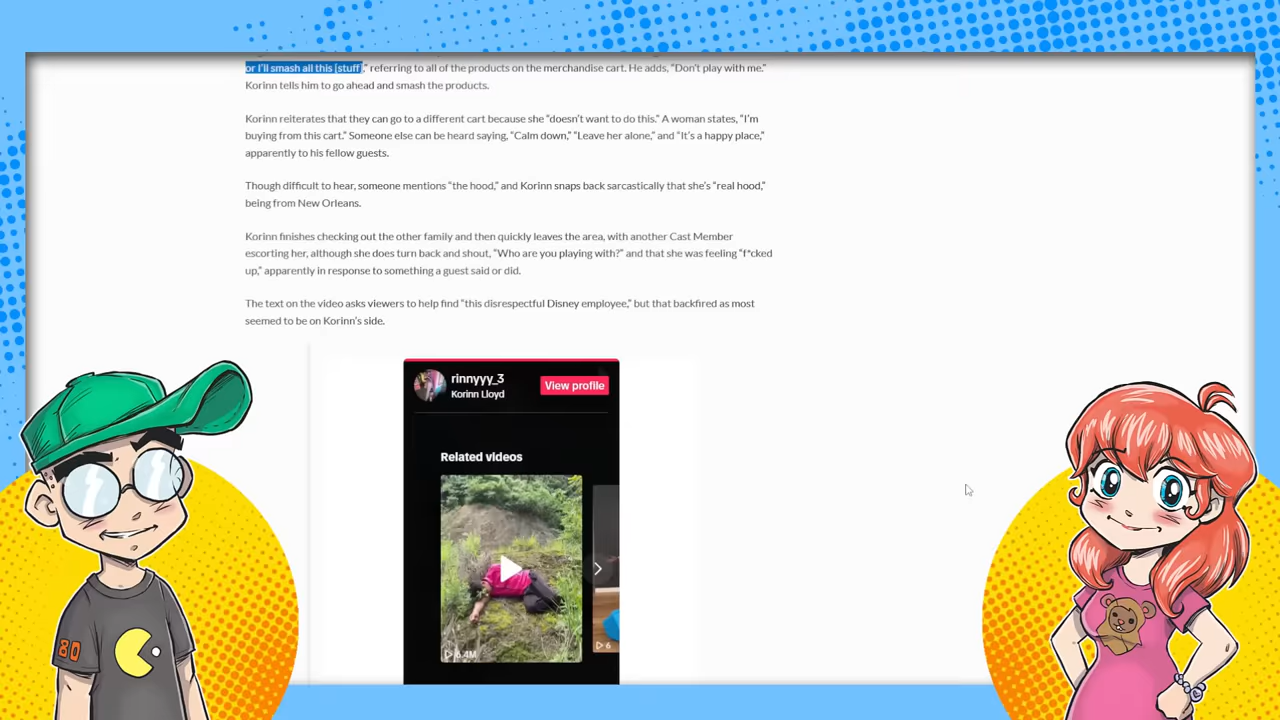 or I'll smash all this [stuff]," referring to all of the products on the merchandise cart. He adds, "Don't play with me."
Korinn tells him to go ahead and smash the products.
Korinn reiterates that they can go to a different cart because she "doesn't want to do this." A woman states, "I'm
buying from this cart." Someone else can be heard saying, "Calm down," "Leave her alone," and "It's a happy place,"
apparently to his fellow guests.
Though difficult to hear, someone mentions "the hood," and Korinn snaps back sarcastically that she's "real hood,"
being from New Orleans.
Korinn finishes checking out the other family and then quickly leaves the area, with another Cast Member
escorting her, although she does turn back and shout, "Who are you playing with?" and that she was feeling "f*cked
up," apparently in response to something a guest said or did.
The text on the video asks viewers to help find "this disrespectful Disney employee," but that backfired as most
seemed to be on Korinn's side.
rinnyyy_3
Korinn Lloyd
View profile
Related videos
6
80